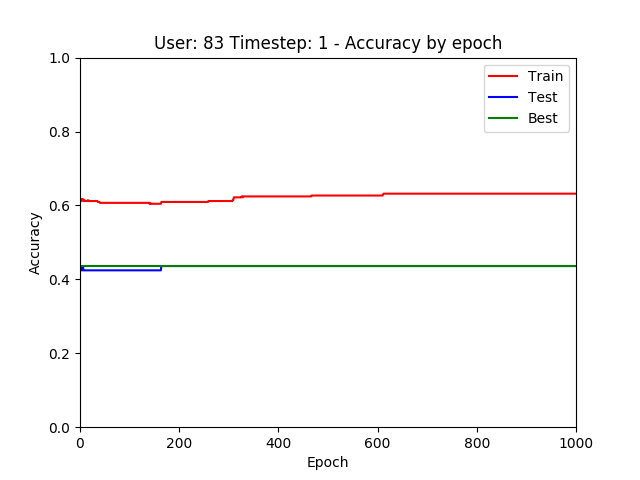 User: 83 Timestep: 1 - Accuracy by epoch
1.0
0.8
0.6
0.4
0.2
0.0
Accuracy
Train
Test
Best
0 200 400 600 800 1000
Epoch